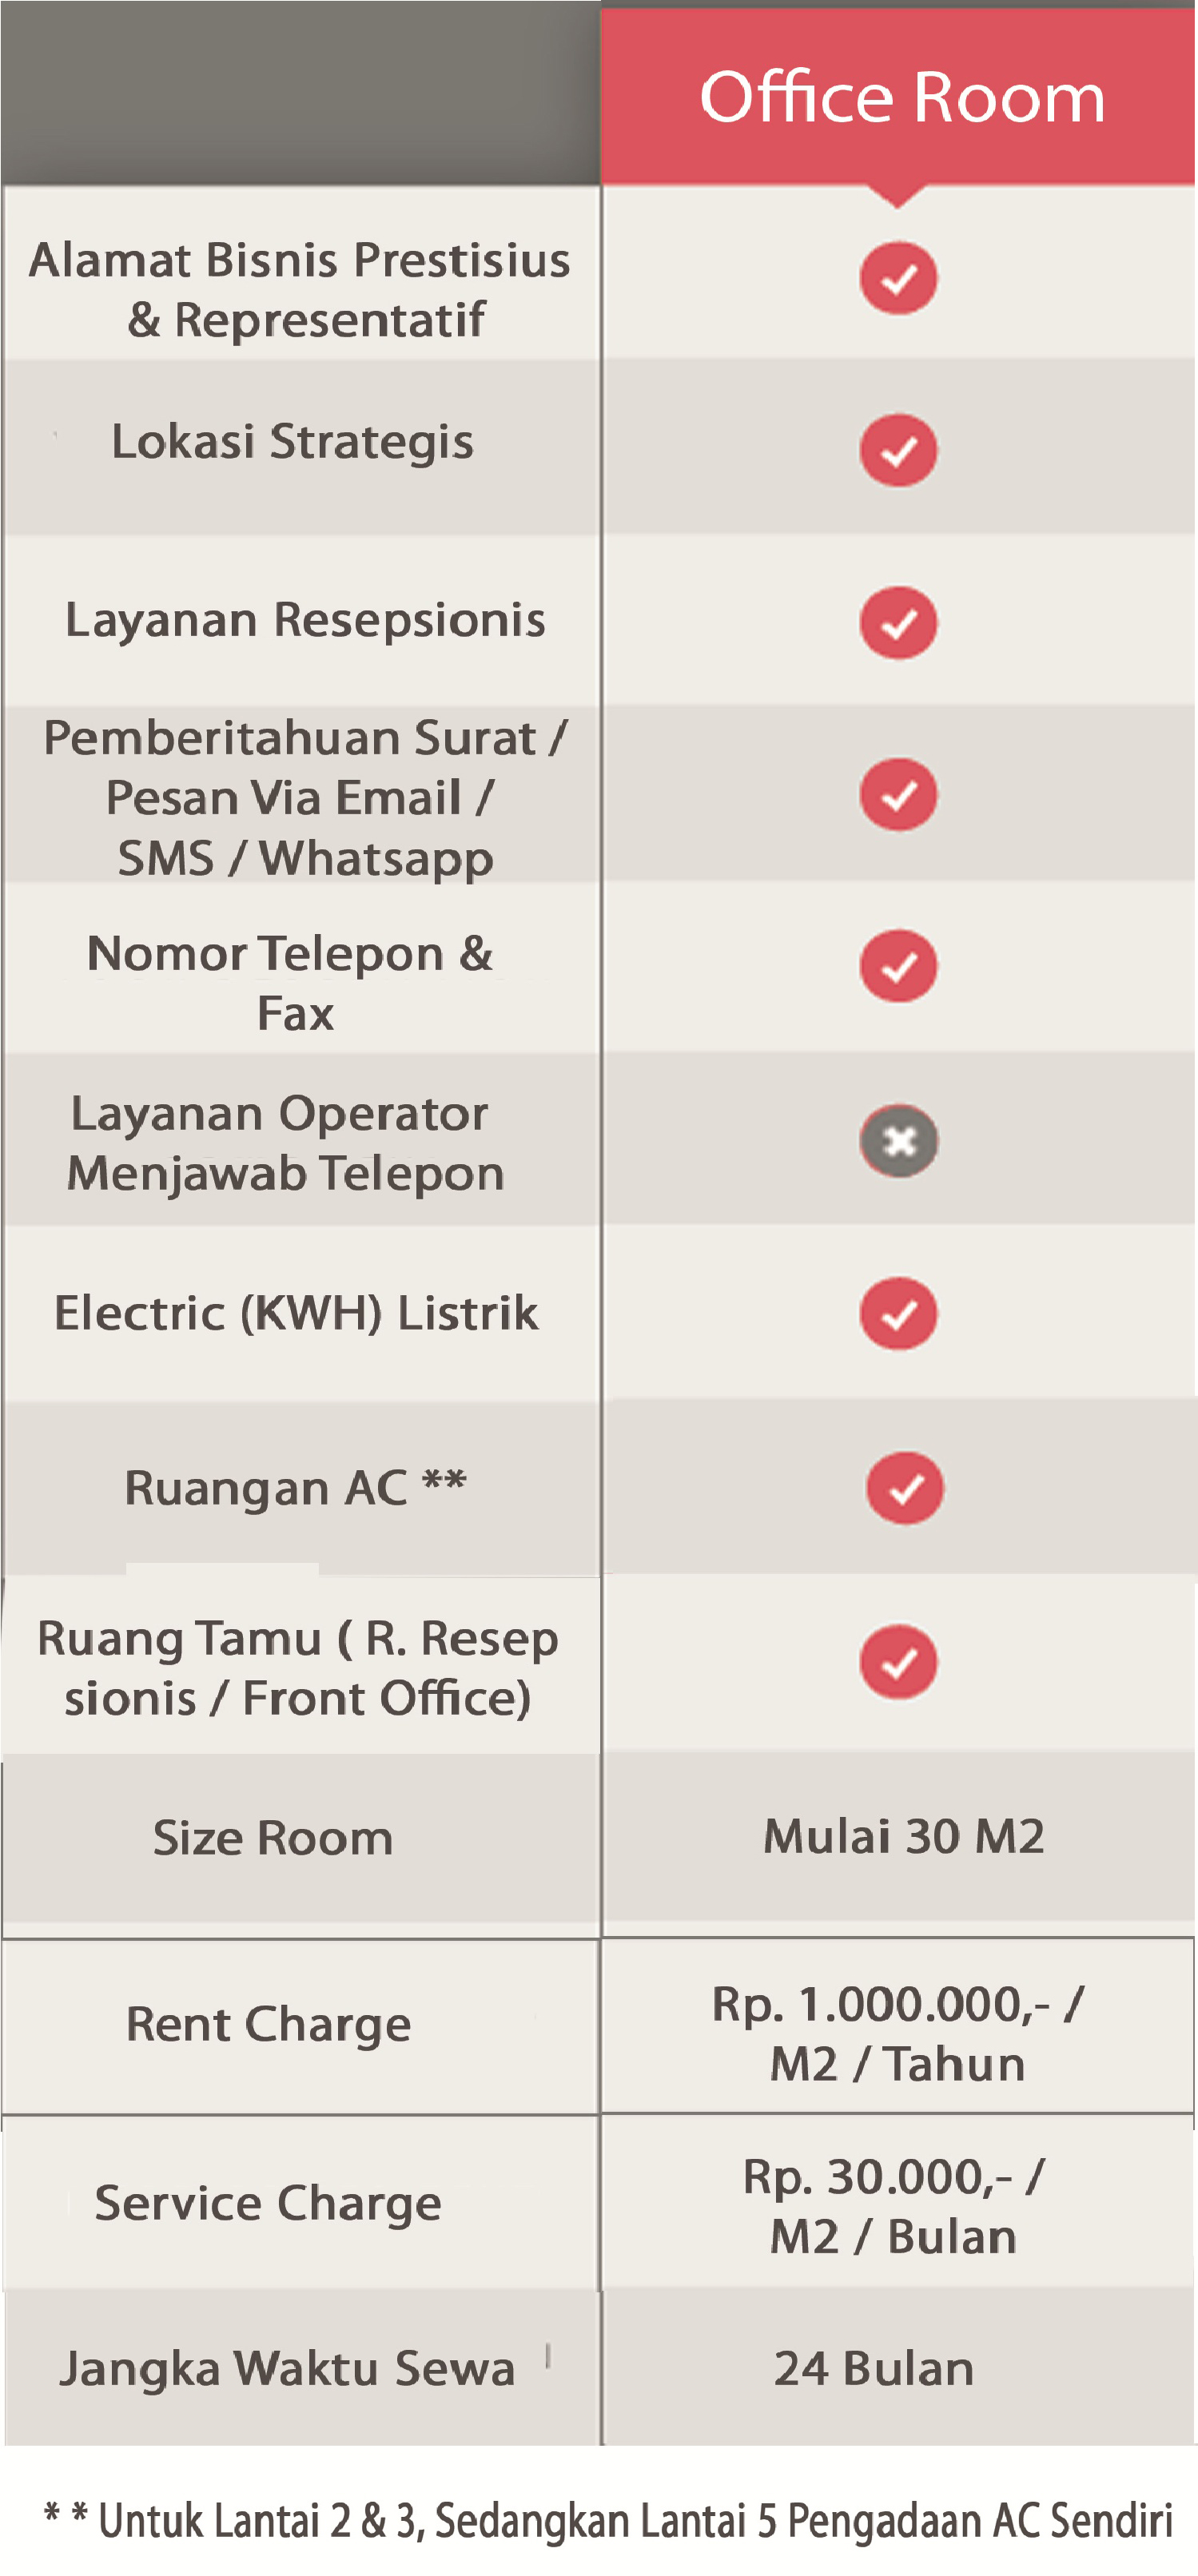 Office Room
Alamat Bisnis Prestisius
& Representatif
Lokasi Strategis
Layanan Resepsionis
Pemberitahuan Surat /
Pesan Via Email /
SMS / Whatsapp
Nomor Telepon &
Fax
Layanan Operator
Menjawab Telepon
Electric (KWH) Listrik
Ruangan AC **
Ruang Tamu ( R. Resep
sionis / Front Office)
Size Room
Mulai 30 M2
Rent Charge
Rp. 1.000.000,- /
M2 / Tahun
Service Charge
Rp. 30.000,- /
M2 / Bulan
Jangka Waktu Sewa
24 Bulan
* * Untuk Lantai 2 & 3, Sedangkan Lantai 5 Pengadaan AC Sendiri